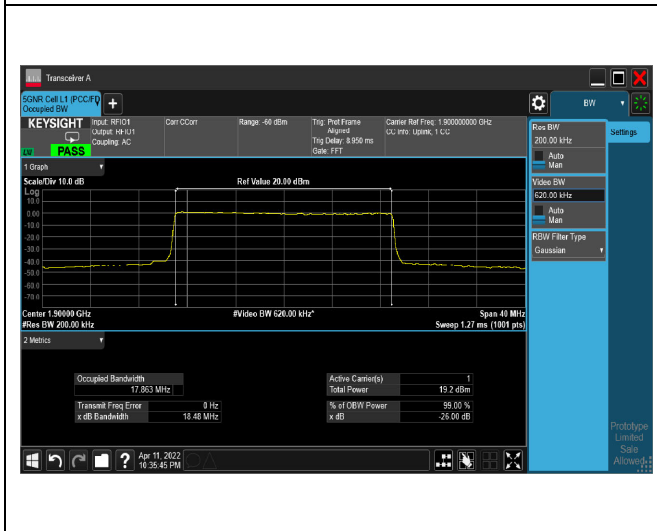 Transceiver A
5GNR Cell L1 (PCC/FD
Occupied BW
BW
KEYSIGHT
Input: RFIO1
Output: RFIO1
Coupling: AC
Corr CCorr
Range: -60 dBm
Trig: Prot Frame
Aligned
Trig Delay: 8.950 ms
Gate: FFT
Carrier Ref Freq: 1.900000000 GHz
CC Info: Uplink, 1 CC
PASS
Res BW
200.00 kHz
Auto
Man
Video BW
620.00 kHz
Auto
Man
RBW Filter Type
Gaussian
Settings
1 Graph
Scale/Div 10.0 dB
Ref Value 20.00 dBm
Log
10.0
0.00
-10.0
-20.0
-30.0
-40.0
-50.0
-60.0
-70.0
Center 1.90000 GHz
#Video BW 620.00 kHz*
Span 40 MHz
#Res BW 200.00 kHz
Sweep 1.27 ms (1001 pts)
2 Metrics
Occupied Bandwidth
17.863 MHz
Active Carrier(s) 1
Total Power 19.2 dBm
Transmit Freq Error 0 Hz
x dB Bandwidth 18.48 MHz
% of OBW Power 99.00 %
x dB -26.00 dB
Prototype
Limited
Sale
Allowed
? Apr 11, 2022
10:35:45 PM